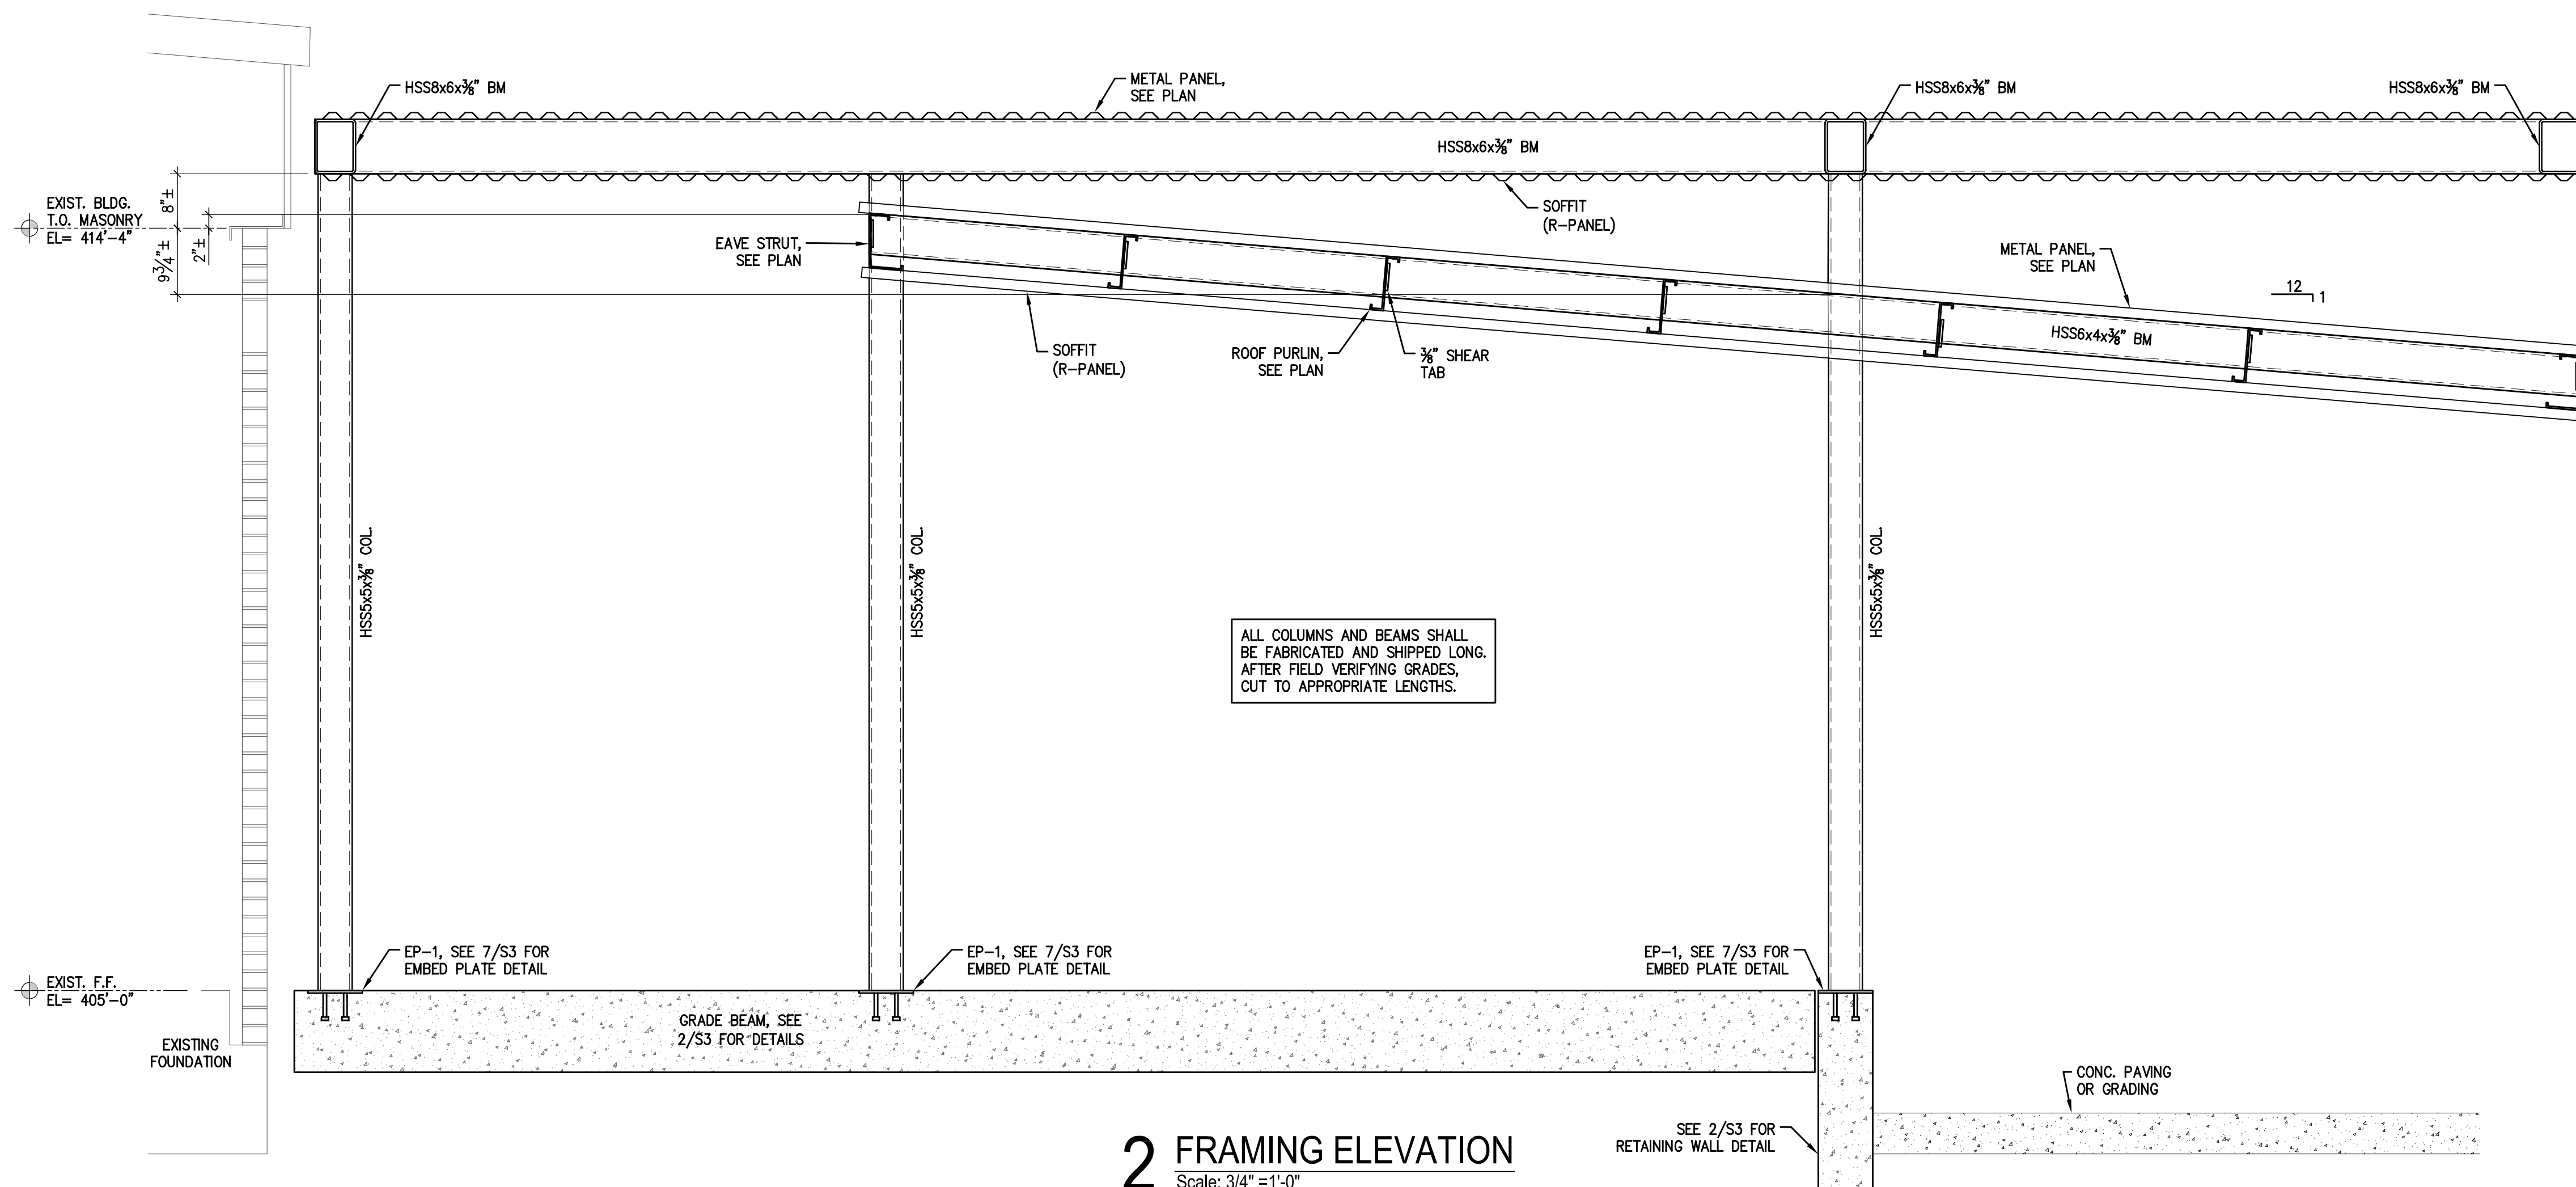 HSS8x6x⅜" BM
METAL PANEL,
SEE PLAN
HSS8x6x⅜" BM
HSS8x6x⅜" BM
HSS8x6x⅜" BM
8"±
2"±
9¾"±
EXIST. BLDG.
T.O. MASONRY
EL= 414'-4"
EAVE STRUT,
SEE PLAN
SOFFIT
(R-PANEL)
METAL PANEL,
SEE PLAN
12
1
HSS6x4x⅜" BM
SOFFIT
(R-PANEL)
ROOF PURLIN,
SEE PLAN
⅜" SHEAR
TAB
HSS5x5x⅜" COL.
HSS5x5x⅜" COL.
HSS5x5x⅜" COL.
ALL COLUMNS AND BEAMS SHALL
BE FABRICATED AND SHIPPED LONG.
AFTER FIELD VERIFYING GRADES,
CUT TO APPROPRIATE LENGTHS.
EP-1, SEE 7/S3 FOR
EMBED PLATE DETAIL
EP-1, SEE 7/S3 FOR
EMBED PLATE DETAIL
EP-1, SEE 7/S3 FOR
EMBED PLATE DETAIL
EXIST. F.F.
EL= 405'-0"
GRADE BEAM, SEE
2/S3 FOR DETAILS
EXISTING
FOUNDATION
CONC. PAVING
OR GRADING
SEE 2/S3 FOR
RETAINING WALL DETAIL
2 FRAMING ELEVATION
Scale: 3/4" =1'-0"